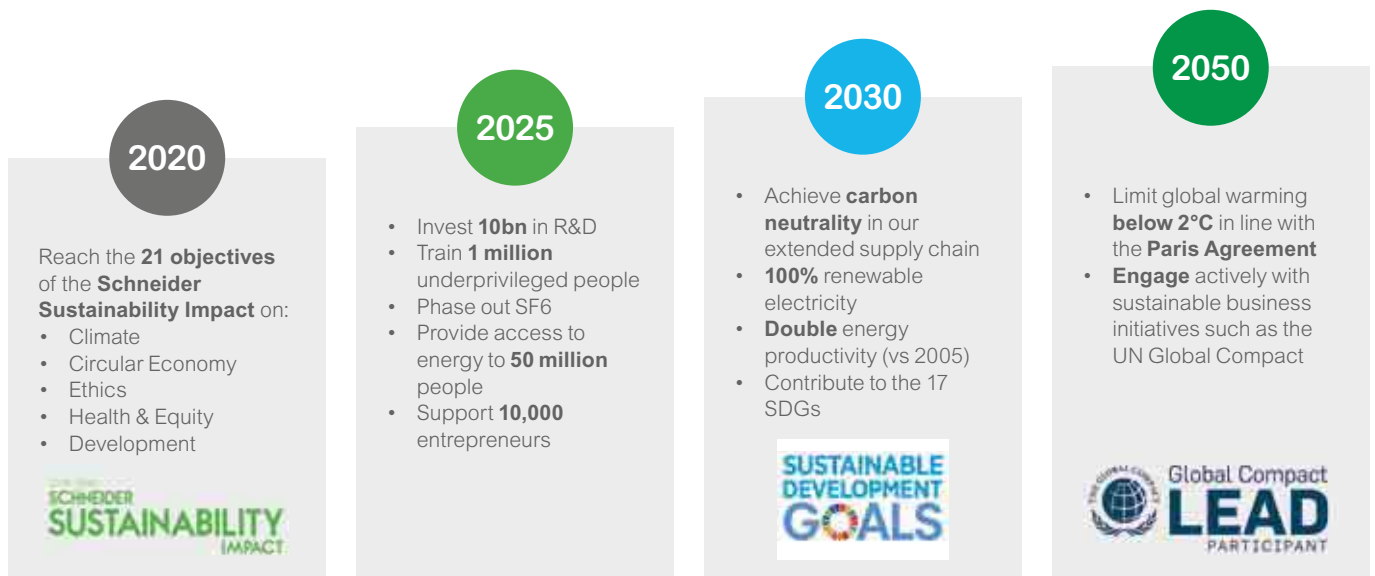 2020
Reach the 21 objectives
of the Schneider
Sustainability Impact on:
• Climate
• Circular Economy
• Ethics
• Health & Equity
• Development
SCHNEIDER
SUSTAINABILITY
IMPACT
2025
• Invest 10bn in R&D
• Train 1 million
underprivileged people
• Phase out SF6
• Provide access to
energy to 50 million
people
• Support 10,000
entrepreneurs
2030
• Achieve carbon
neutrality in our
extended supply chain
• 100% renewable
electricity
• Double energy
productivity (vs 2005)
• Contribute to the 17
SDGs
SUSTAINABLE
DEVELOPMENT
GOALS
2050
• Limit global warming
below 2°C in line with
the Paris Agreement
• Engage actively with
sustainable business
initiatives such as the
UN Global Compact
THE GLOBAL COMPACT
Global Compact
LEAD
PARTICIPANT